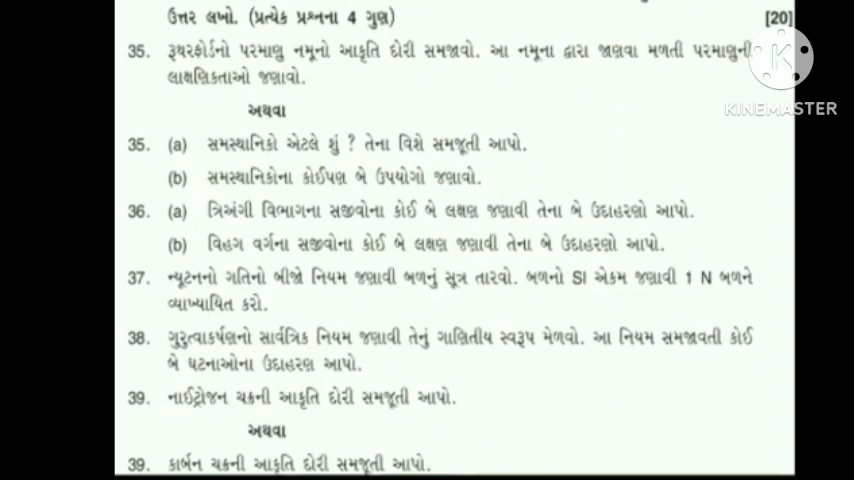 ઉત્તર લખો. (પ્રત્યેક પ્રશ્નના 4 ગુણ) [20]
35. રૂથરફોર્ડનો પરમાણુ નમૂનો આકૃતિ દોરી સમજાવો. આ નમૂના દ્વારા જાણવા મળતી પરમાણુની
લાક્ષણિકતાઓ જણાવો.
K
KINEMASTER
અથવા
35. (a) સમસ્થાનિકો એટલે શું ? તેના વિશે સમજૂતી આપો.
(b) સમસ્થાનિકોના કોઈપણ બે ઉપયોગો જણાવો.
36. (a) ત્રિઅંગી વિભાગના સજીવોના કોઈ બે લક્ષણ જણાવી તેના બે ઉદાહરણો આપો.
(b) વિહગ વર્ગના સજીવોના કોઈ બે લક્ષણ જણાવી તેના બે ઉદાહરણો આપો.
37. ન્યૂટનનો ગતિનો બીજો નિયમ જણાવી બળનું સૂત્ર તારવો. બળનો SI એકમ જણાવી 1 N બળને
વ્યાખ્યાયિત કરો.
38. ગુરુત્વાકર્ષણનો સાર્વત્રિક નિયમ જણાવી તેનું ગાણિતીય સ્વરૂપ મેળવો. આ નિયમ સમજાવતી કોઈ
બે ઘટનાઓના ઉદાહરણ આપો.
39. નાઈટ્રોજન ચક્રની આકૃતિ દોરી સમજૂતી આપો.
અથવા
39. કાર્બન ચક્રની આકૃતિ દોરી સમજૂતી આપો.